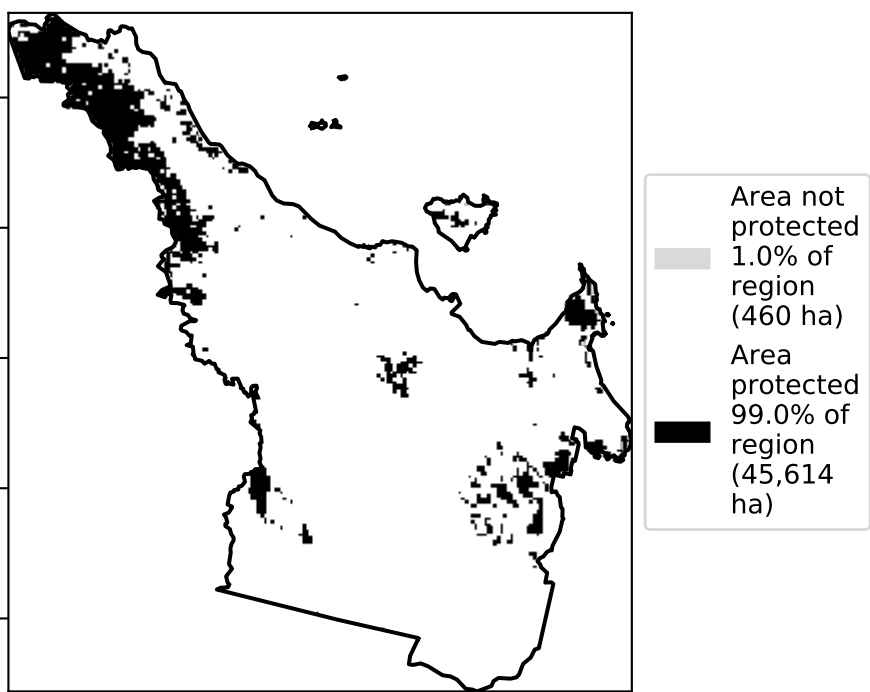 Area not
protected
1.0% of
region
(460 ha)
Area
protected
99.0% of
region
(45,614
ha)